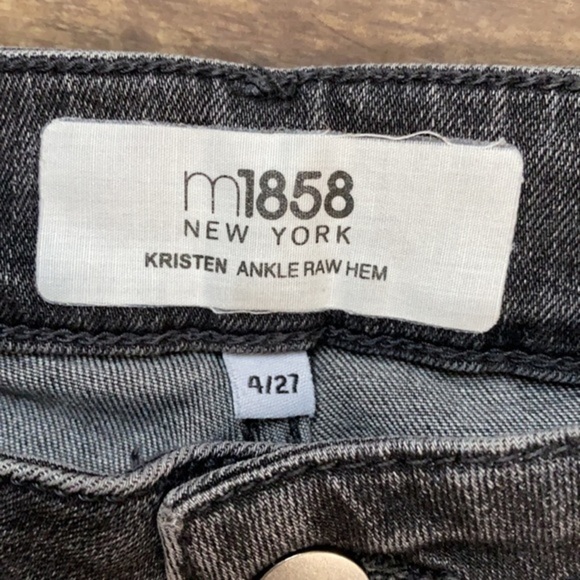 m1858
NEW YORK
KRISTEN ANKLE RAW HEM
4/27